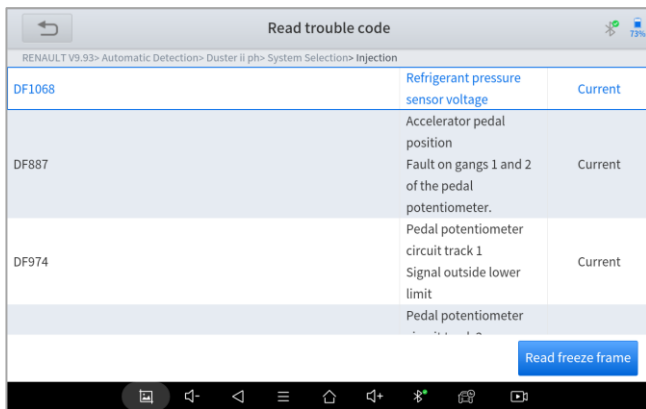 Read trouble code
73%
RENAULT V9.93> Automatic Detection> Duster ii ph> System Selection> Injection
DF1068
Refrigerant pressure
sensor voltage
Current
DF887
Accelerator pedal
position
Fault on gangs 1 and 2
of the pedal
potentiometer.
Current
DF974
Pedal potentiometer
circuit track 1
Signal outside lower
limit
Current
Pedal potentiometer
Read freeze frame